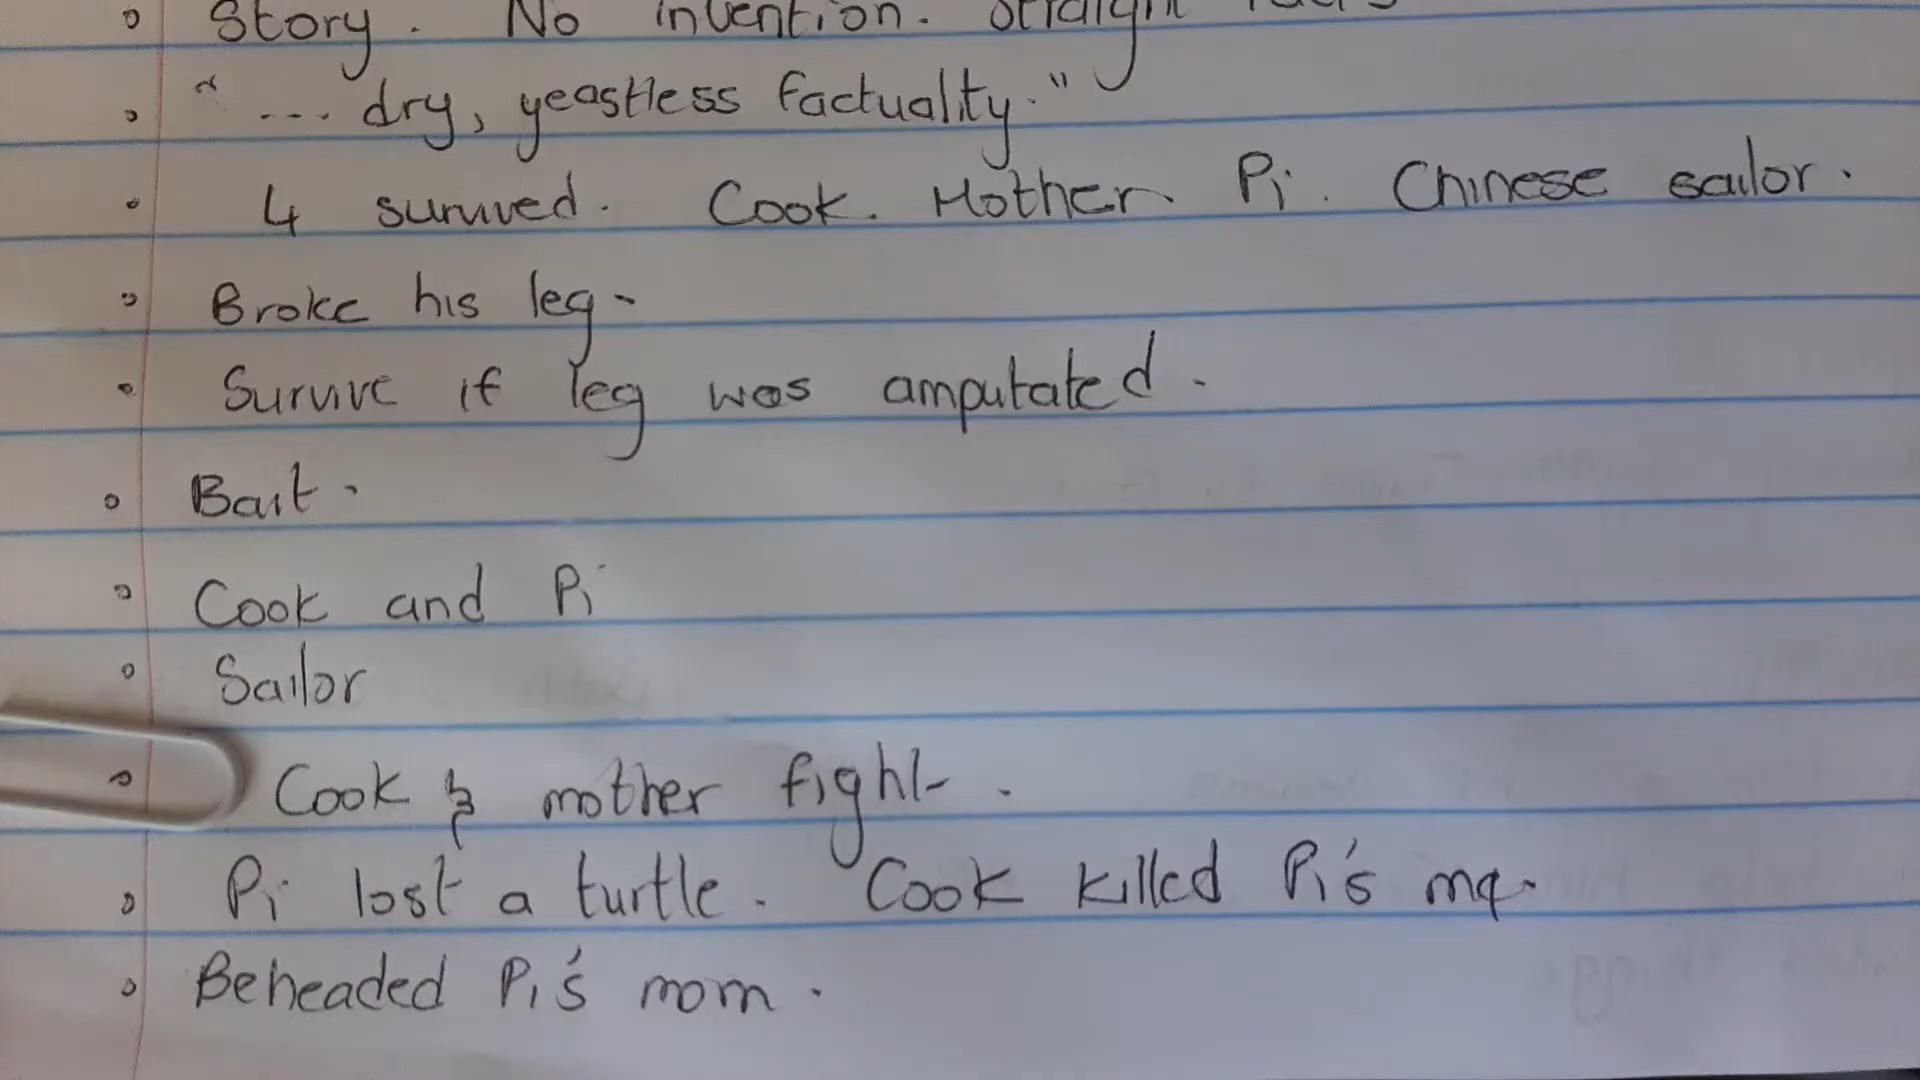 Story. No invention. Straight facts
"... dry, yeastless factuality."
4 survived. Cook. Mother. Pi. Chinese sailor.
Broke his leg.
Survive if leg was amputated.
Bait.
Cook and Pi
Sailor
Cook & mother fight.
Pi lost a turtle. Cook killed Pi's ma.
Beheaded Pi's mom.